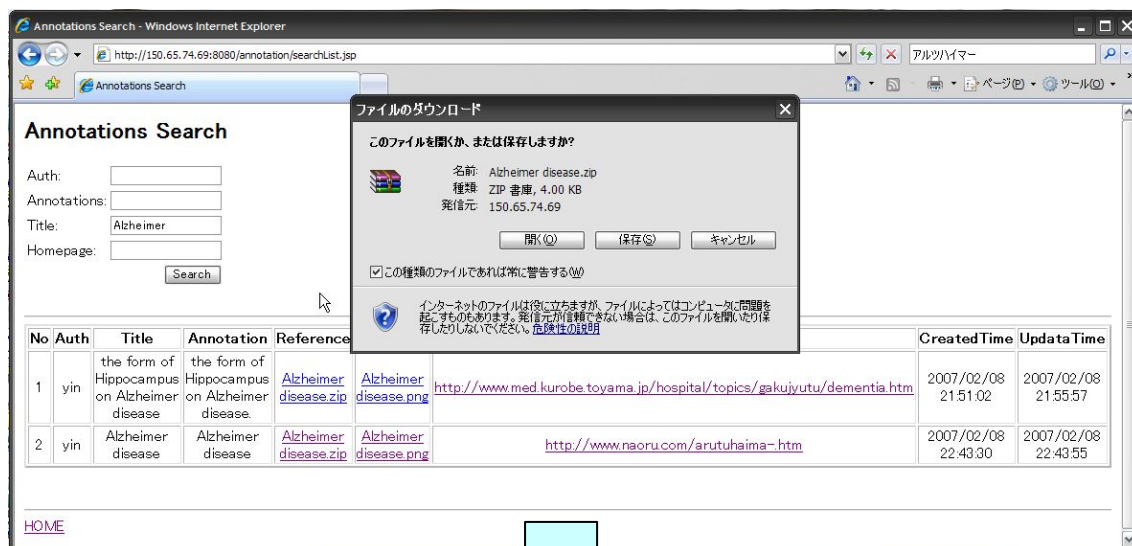 Annotations Search - Windows Internet Explorer
http://150.65.74.69:8080/annotation/searchList.jsp
アルツハイマー
Annotations Search
ページ(P)
ツール(O)
»
Annotations Search
Auth:
Annotations:
Title:
Alzheimer
Homepage:
Search
ファイルのダウンロード
このファイルを開くか、または保存しますか?
名前: Alzheimer disease.zip
種類: ZIP 書庫, 4.00 KB
発信元: 150.65.74.69
開く(O)
保存(S)
キャンセル
この種類のファイルであれば常に警告する(W)
インターネットのファイルは役に立ちますが、ファイルによってはコンピュータに問題を
起こすものもあります。発信元が信頼できない場合は、このファイルを開いたり保
存したりしないでください。危険性の説明
No Auth Title Annotation Reference CreatedTime UpdataTime
1 yin
the form of
Hippocampus
on Alzheimer
disease
the form of
Hippocampus
on Alzheimer
disease.
Alzheimer
disease.zip
Alzheimer
disease.png
http://www.med.kurobe.toyama.jp/hospital/topics/gakujyutu/dementia.htm
2007/02/08
21:51:02
2007/02/08
21:55:57
2 yin
Alzheimer
disease
Alzheimer
disease
Alzheimer
disease.zip
Alzheimer
disease.png
http://www.naoru.com/arutuhaima-.htm
2007/02/08
22:43:30
2007/02/08
22:43:55
HOME